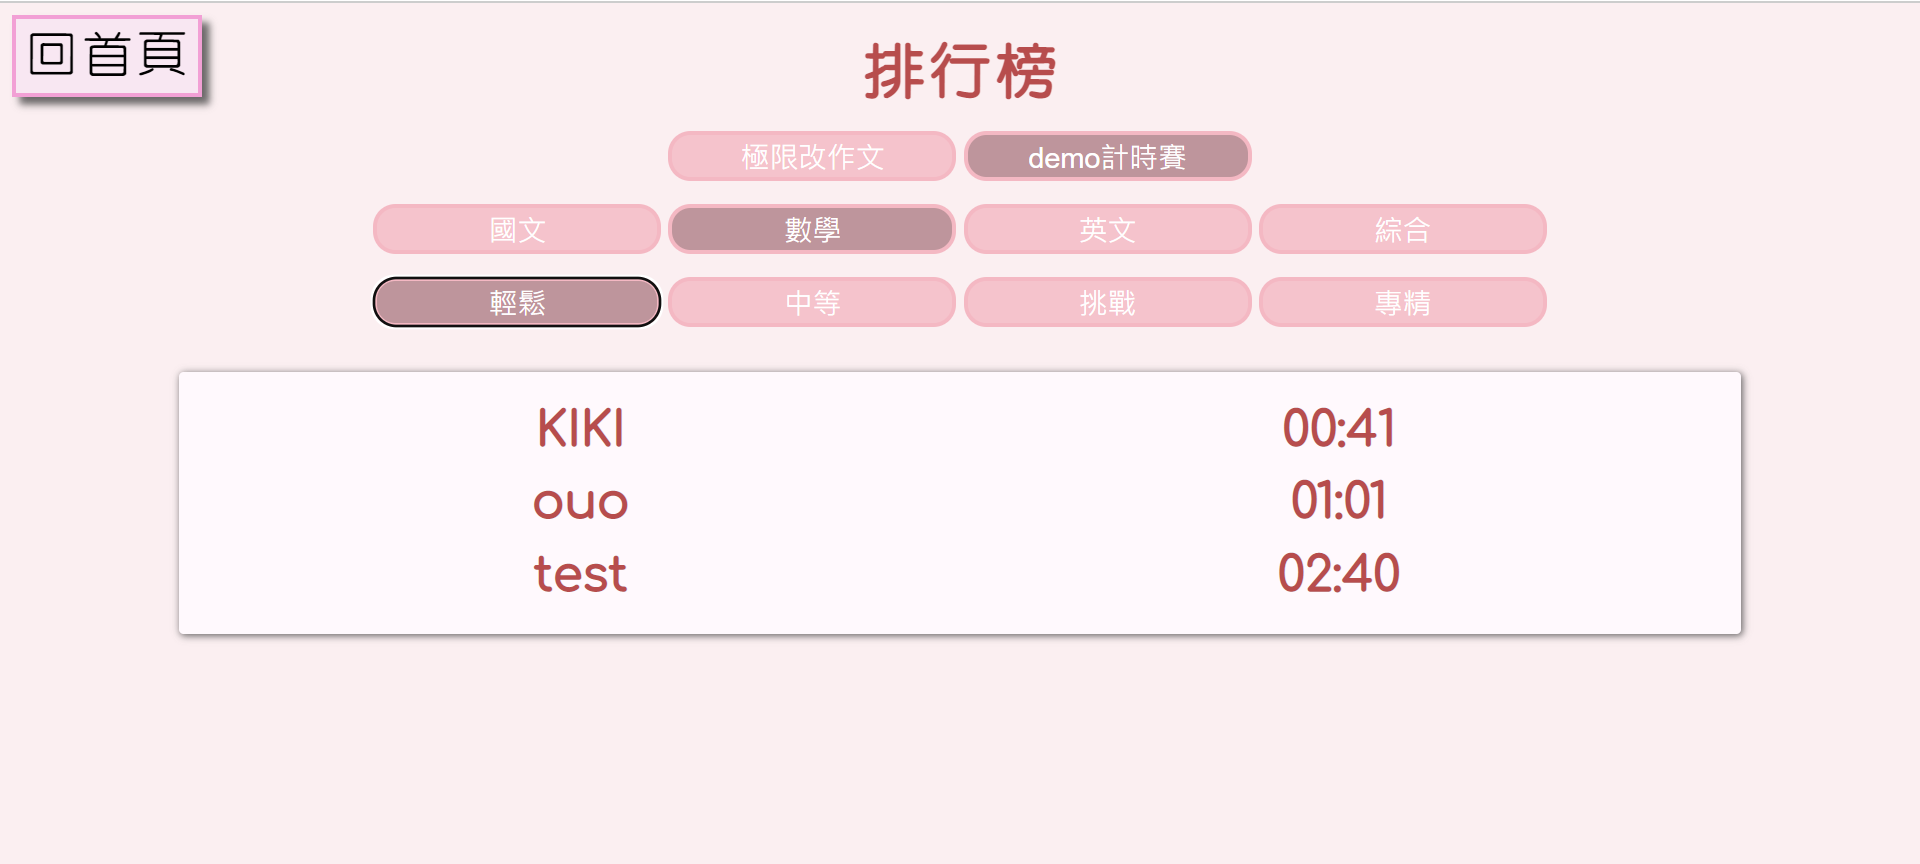 回首頁
排行榜
極限改作文 demo計時賽
國文 數學 英文 綜合
輕鬆 中等 挑戰 專精
KIKI 00:41
ouo 01:01
test 02:40